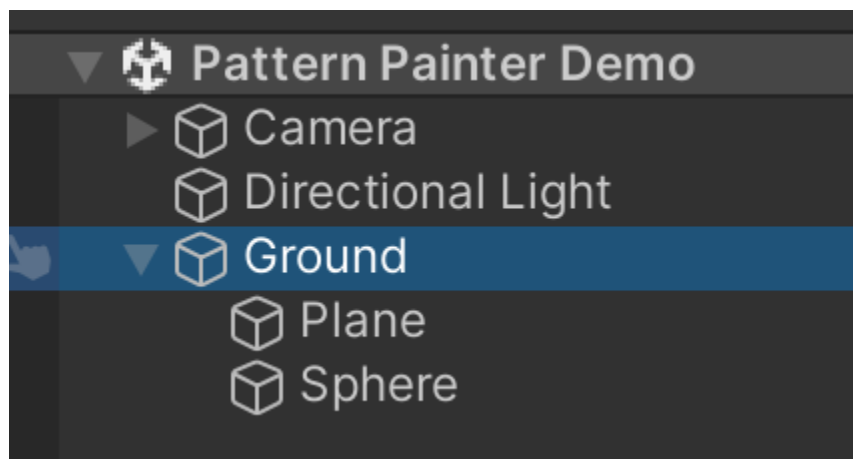 Pattern Painter Demo
Camera
Directional Light
Ground
Plane
Sphere